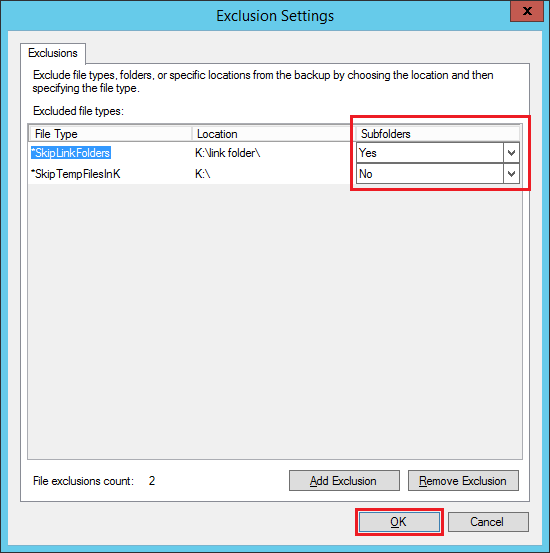 Exclusion Settings
x
Exclusions
Exclude file types, folders, or specific locations from the backup by choosing the location and then
specifying the file type.
Excluded file types:
File Type Location Subfolders
*SkipLinkFolders K:\link folder\ Yes
*SkipTempFilesInK K:\ No
File exclusions count: 2 Add Exclusion Remove Exclusion
OK Cancel